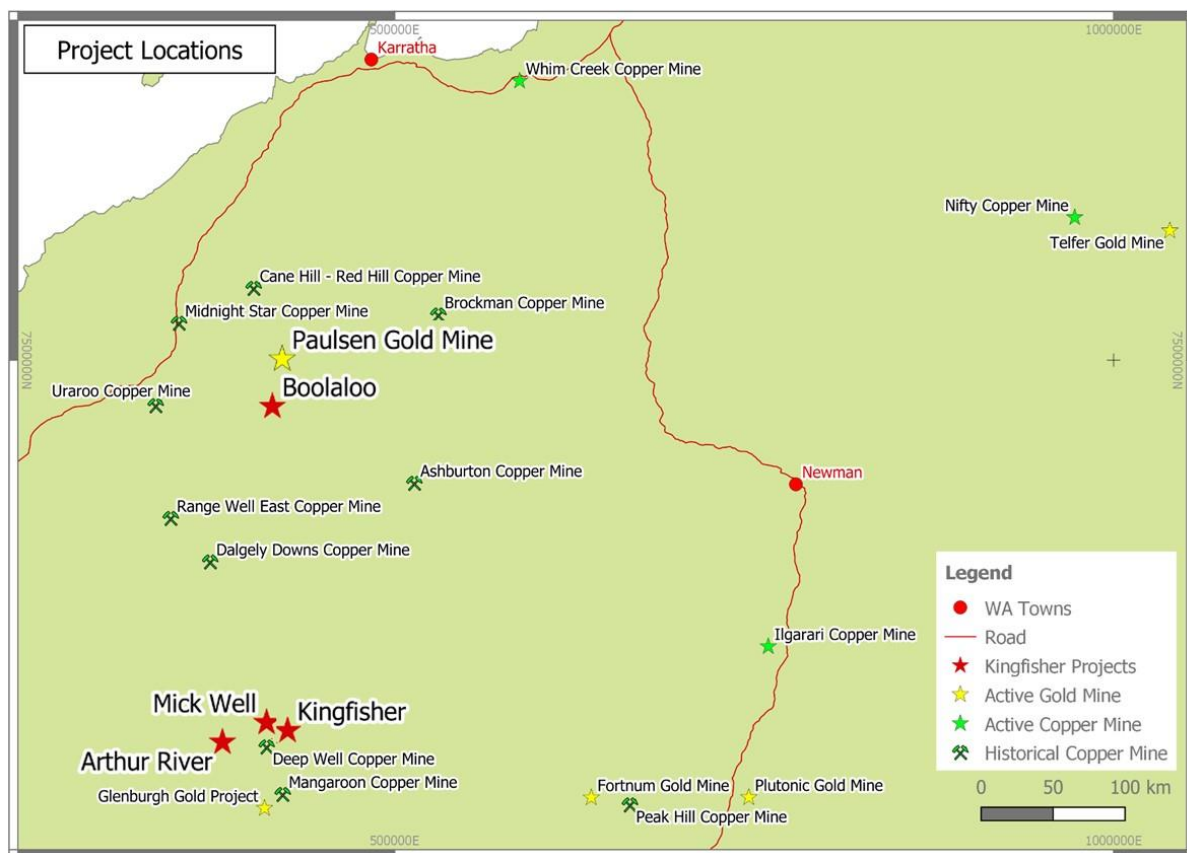 Project Locations
500000E
1000000E
Karratha
Whim Creek Copper Mine
Nifty Copper Mine
Telfer Gold Mine
Cane Hill - Red Hill Copper Mine
Midnight Star Copper Mine
Brockman Copper Mine
7500000N
Paulsen Gold Mine
7500000N
Boolaloo
Uraroo Copper Mine
Ashburton Copper Mine
Newman
Range Well East Copper Mine
Dalgely Downs Copper Mine
Legend
WA Towns
Road
Kingfisher Projects
Active Gold Mine
Active Copper Mine
Historical Copper Mine
0 50 100 km
Ilgarari Copper Mine
Mick Well
Kingfisher
Arthur River
Deep Well Copper Mine
Mangaroon Copper Mine
Glenburgh Gold Project
Fortnum Gold Mine
Plutonic Gold Mine
Peak Hill Copper Mine
500000E
1000000E